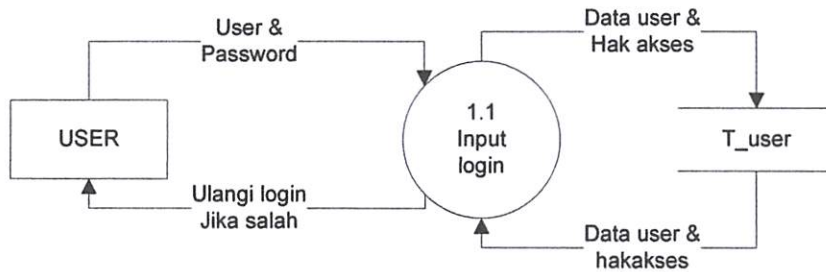 User &
Password
Data user &
Hak akses
USER
1.1
Input
login
T_user
Ulangi login
Jika salah
Data user &
hakakses